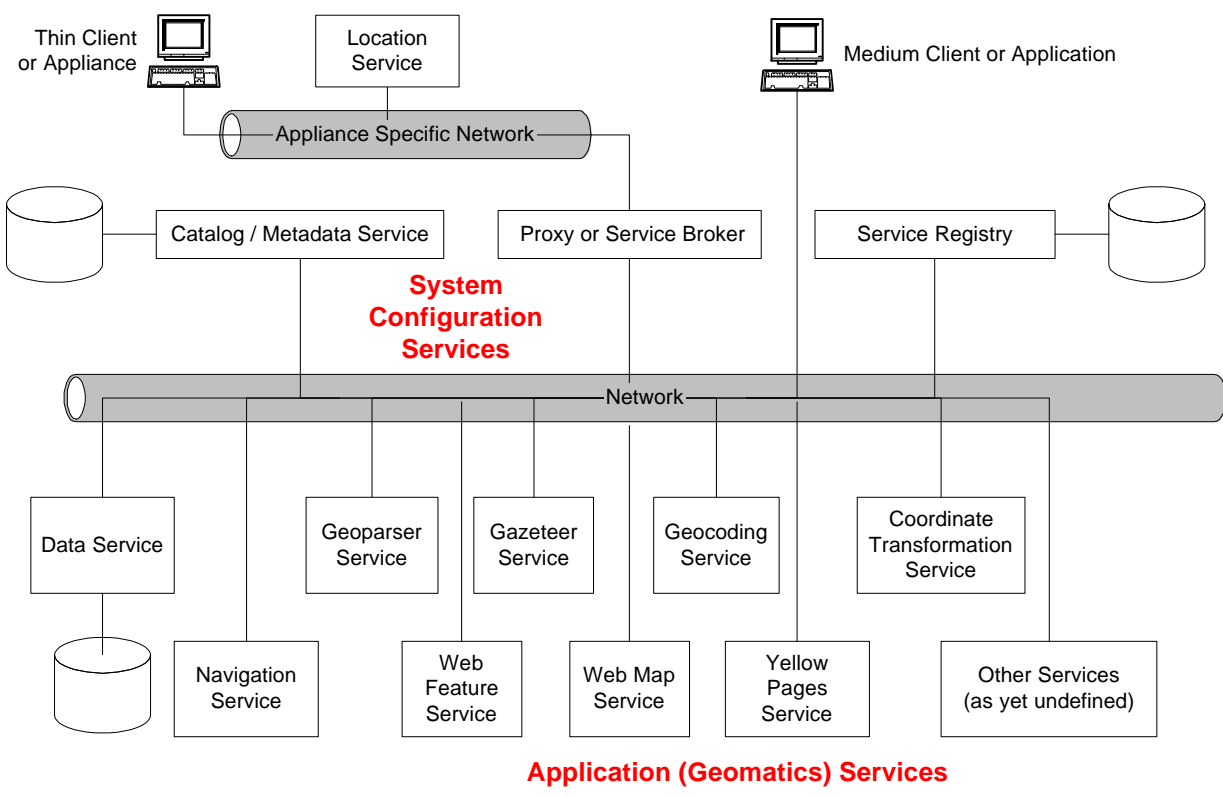 Thin Client
or Appliance
Location
Service
Medium Client or Application
Appliance Specific Network
Catalog / Metadata Service
Proxy or Service Broker
Service Registry
System
Configuration
Services
Network
Data Service
Geoparser
Service
Gazeteer
Service
Geocoding
Service
Coordinate
Transformation
Service
Navigation
Service
Web
Feature
Service
Web Map
Service
Yellow
Pages
Service
Other Services
(as yet undefined)
Application (Geomatics) Services